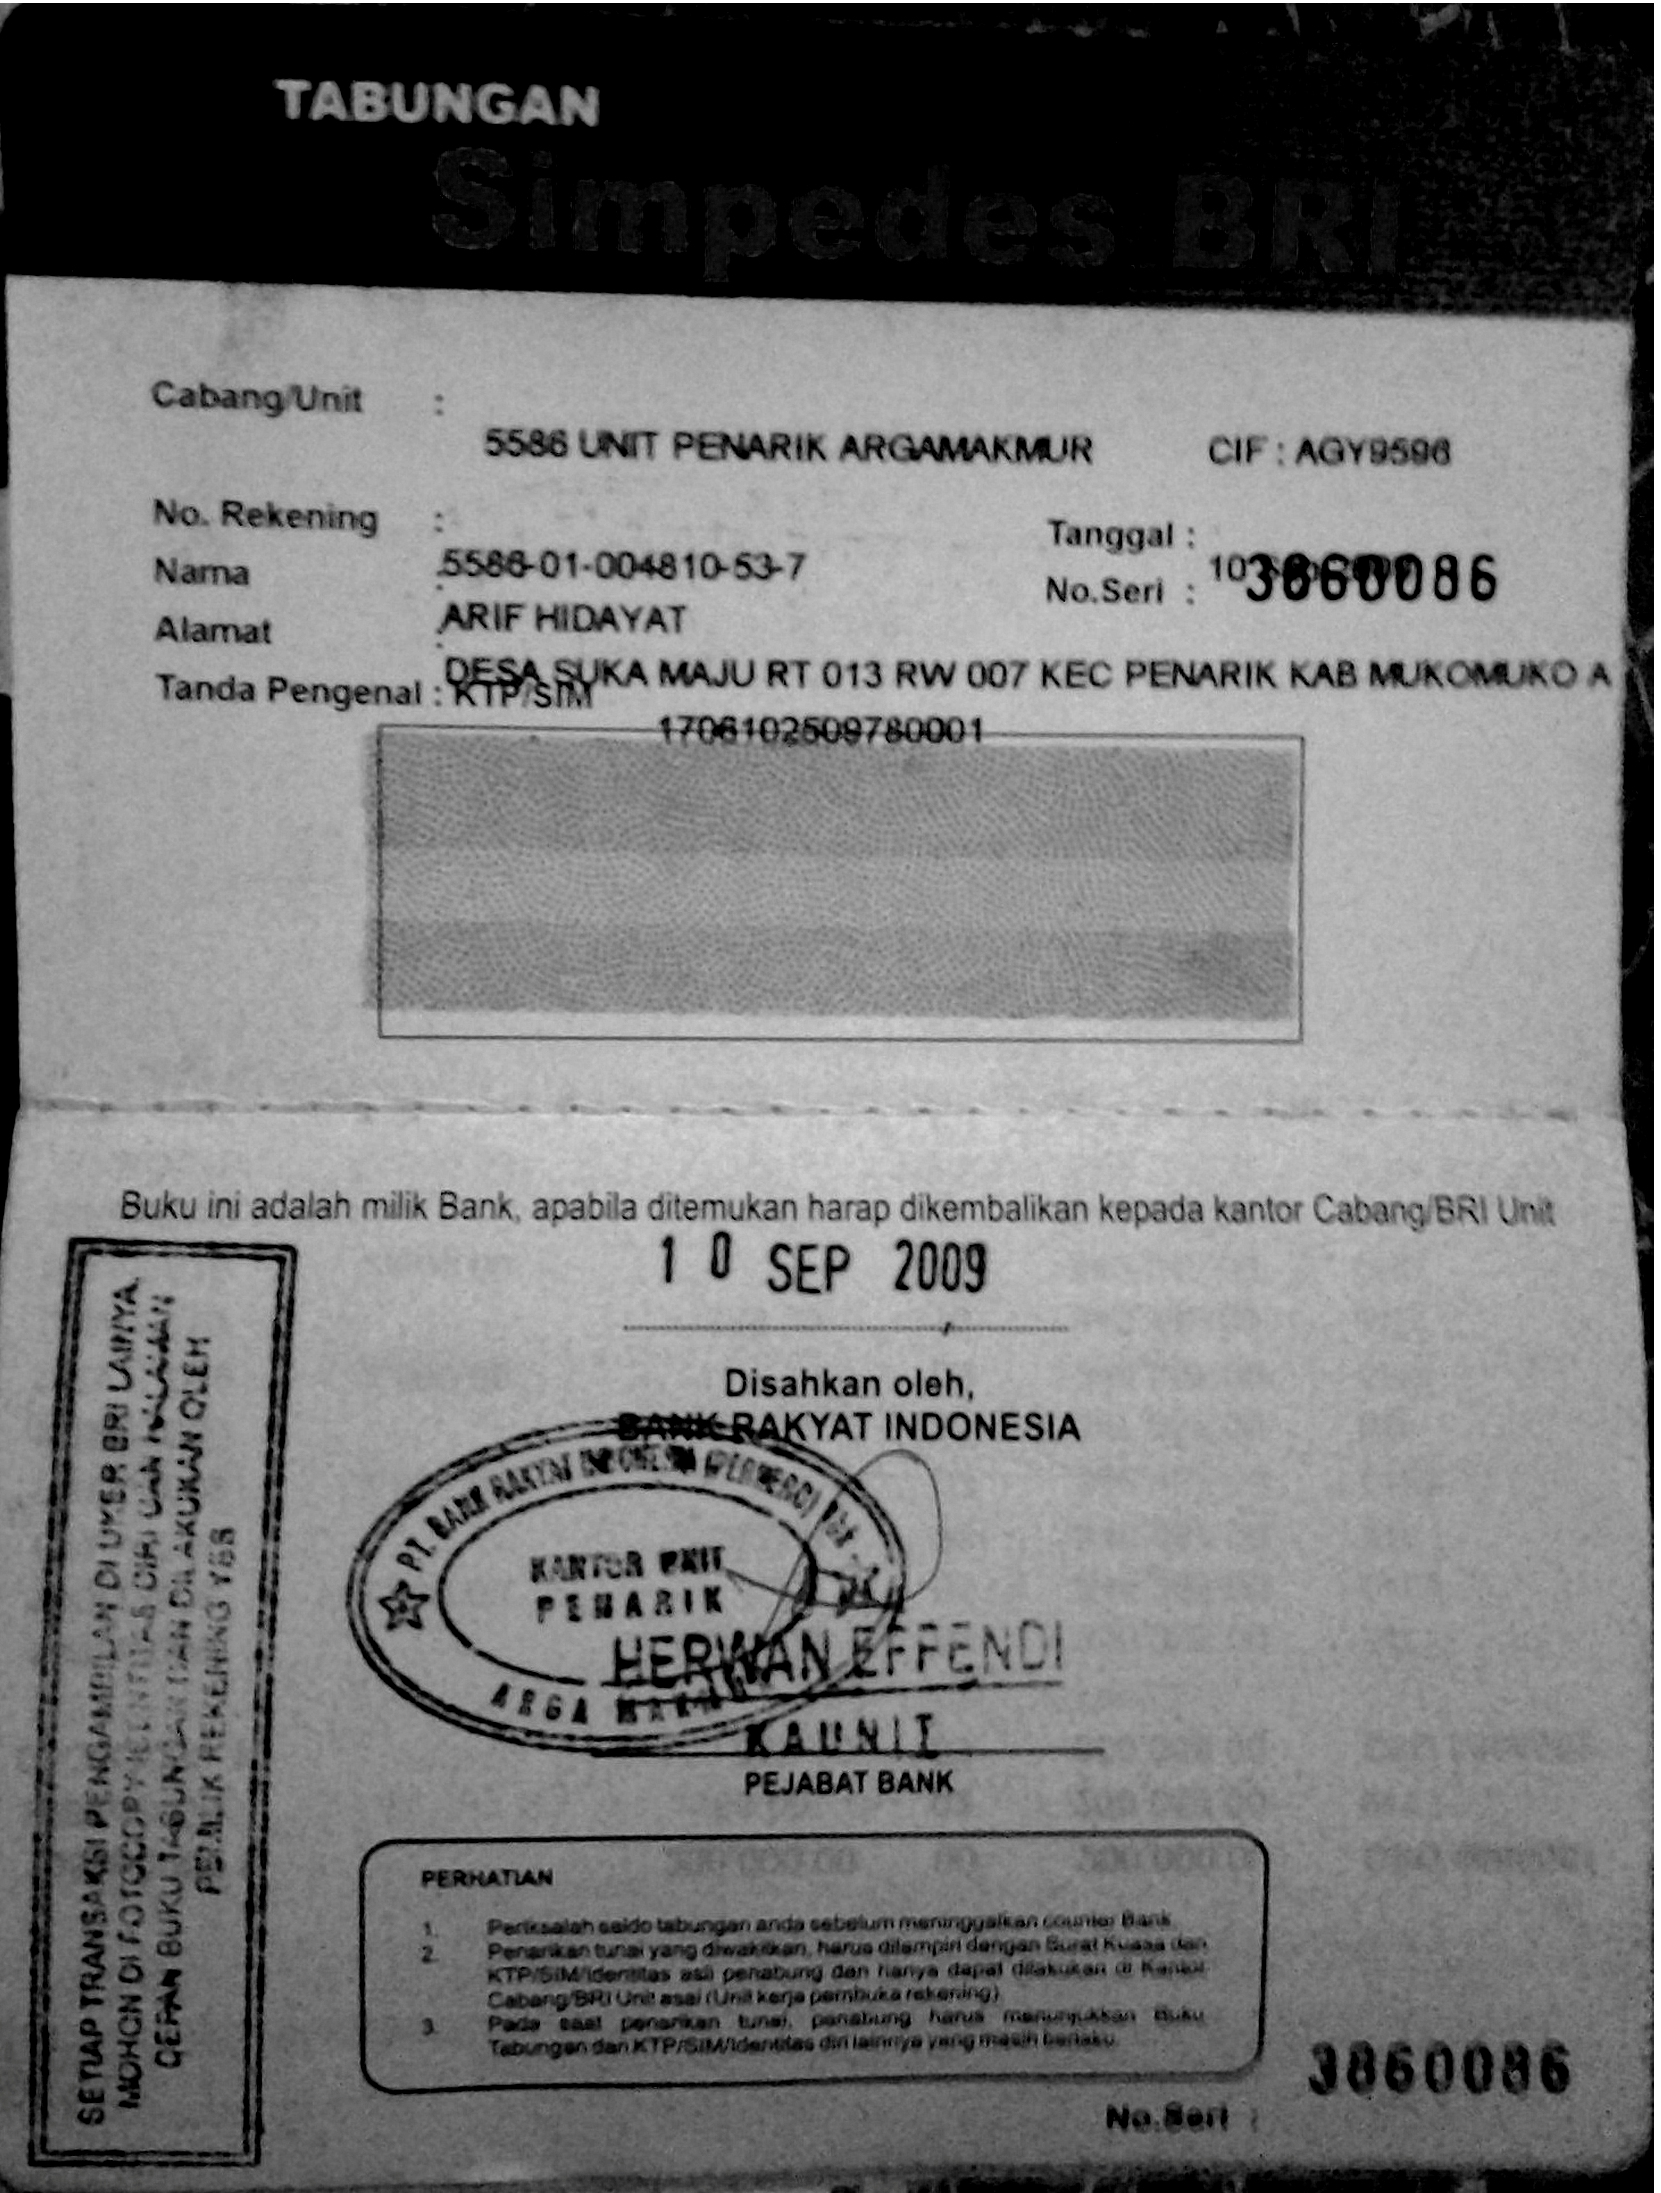 TABUNGAN
Simpedes BRI
Cabang/Unit :
5586 UNIT PENARIK ARGAMAKMUR CIF : AGY9596
No. Rekening :
Tanggal :
5586-01-004810-53-7
Nama :
No.Seri : 3860086
ARIF HIDAYAT
Alamat :
DESA SUKA MAJU RT 013 RW 007 KEC PENARIK KAB MUKOMUKO A
Tanda Pengenal : KTP/SIM
1706102509780001
Buku ini adalah milik Bank, apabila ditemukan harap dikembalikan kepada kantor Cabang/BRI Unit
10 SEP 2009
Disahkan oleh,
BANK RAKYAT INDONESIA
PT. BANK RAKYAT INDONESIA (PERSERO) Tbk
KANTOR UNIT
PENARIK
ARGA
HERWAN EFFENDI
KAUNIT
PEJABAT BANK
SETIAP TRANSAKSI PENGAMBILAN DI UKER BRI LAINYA
MOHON DI FOTOCOPY IDENTITAS DIRI DAN HALAMAN
DEPAN BUKU TABUNGAN DAN DILAKUKAN OLEH
PEMILIK REKENING YBS
PERHATIAN
1. Periksalah saldo tabungan anda sebelum meninggalkan counter Bank
2. Penarikan tunai yang diwakilkan, harus dilampiri dengan Surat Kuasa dan
KTP/SIM/Identitas asli penabung dan hanya dapat dilakukan di Kantor
Cabang/BRI Unit asal (Unit kerja pembuka rekening)
3. Pada saat penarikan tunai, penabung harus menunjukkan Buku
Tabungan dan KTP/SIM/Identitas diri lainnya yang masih berlaku.
3860086
No.Seri :